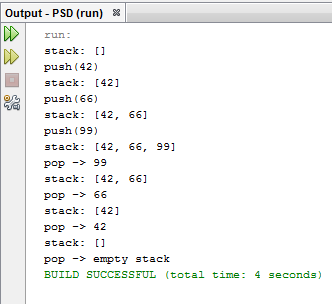 Output - PSD (run)
run:
stack: []
push(42)
stack: [42]
push(66)
stack: [42, 66]
push(99)
stack: [42, 66, 99]
pop -> 99
stack: [42, 66]
pop -> 66
stack: [42]
pop -> 42
stack: []
pop -> empty stack
BUILD SUCCESSFUL (total time: 4 seconds)